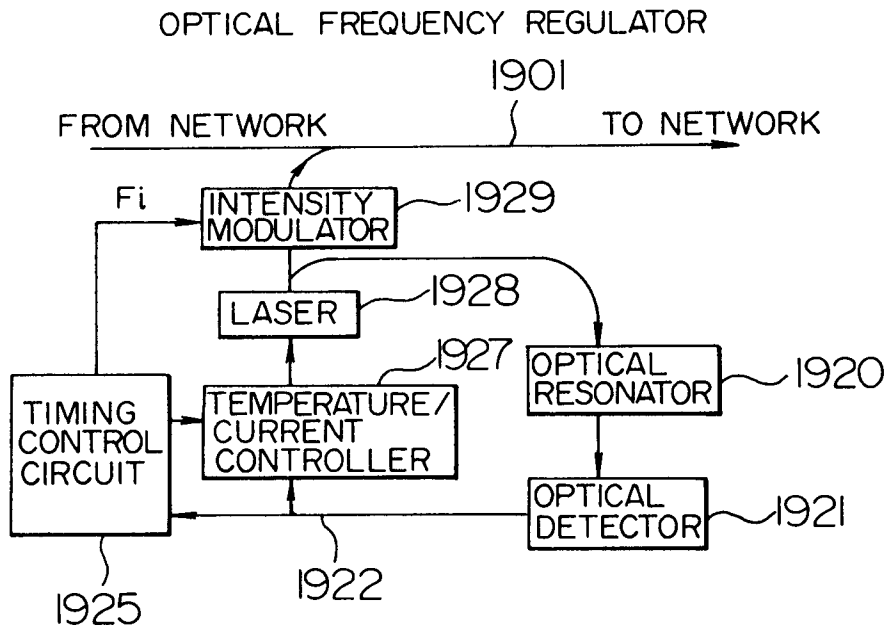 OPTICAL FREQUENCY REGULATOR
1901
FROM NETWORK
TO NETWORK
Fi
INTENSITY
MODULATOR
1929
LASER
1928
1927
OPTICAL
RESONATOR
1920
TIMING
CONTROL
CIRCUIT
TEMPERATURE/
CURRENT
CONTROLLER
OPTICAL
DETECTOR
1921
1922
1925